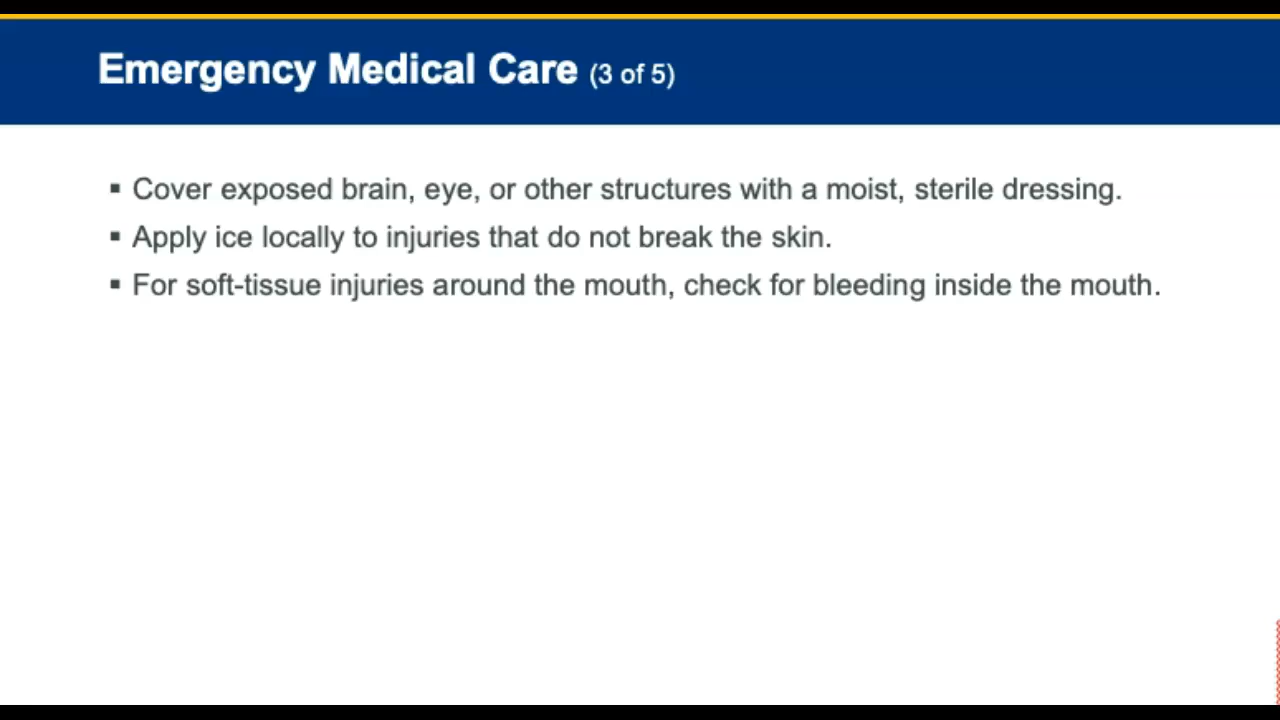 Emergency Medical Care (3 of 5)
▪ Cover exposed brain, eye, or other structures with a moist, sterile dressing.
▪ Apply ice locally to injuries that do not break the skin.
▪ For soft-tissue injuries around the mouth, check for bleeding inside the mouth.